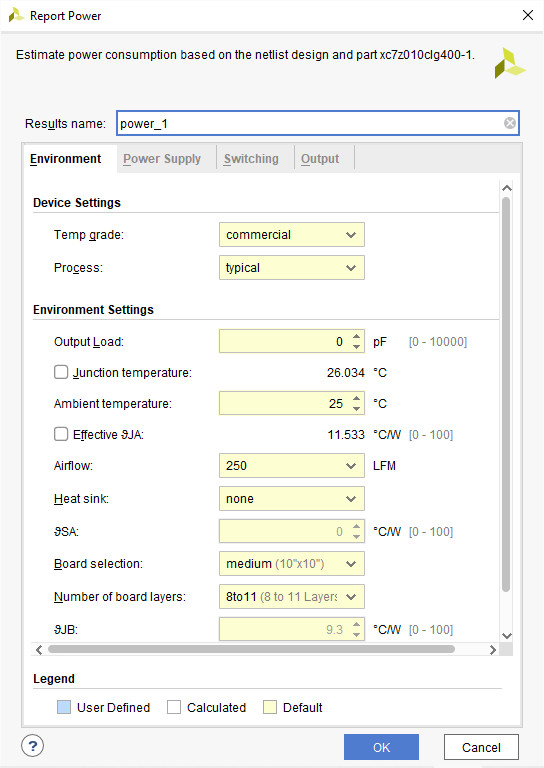 Report Power
Estimate power consumption based on the netlist design and part xc7z010clg400-1.
Results name: power_1
Environment Power Supply Switching Output
Device Settings
Temp grade: commercial
Process: typical
Environment Settings
Output Load: 0 pF [0 - 10000]
Junction temperature: 26.034 °C
Ambient temperature: 25 °C
Effective ϑJA: 11.533 °C/W [0 - 100]
Airflow: 250 LFM
Heat sink: none
ϑSA: 0 °C/W [0 - 100]
Board selection: medium (10"x10")
Number of board layers: 8to11 (8 to 11 Layers
ϑJB: 9.3 °C/W [0 - 100]
Legend
User Defined Calculated Default
? OK Cancel